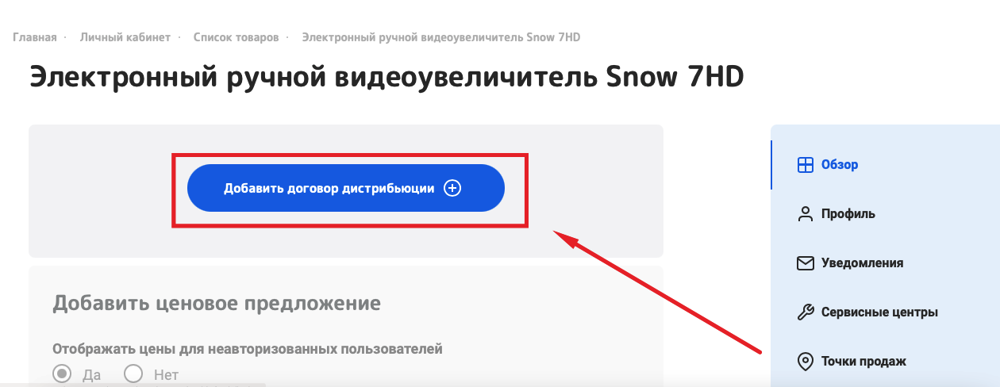 Главная · Личный кабинет · Список товаров · Электронный ручной видеоувеличитель Snow 7HD
Электронный ручной видеоувеличитель Snow 7HD
Добавить договор дистрибьюции
Обзор
Профиль
Уведомления
Сервисные центры
Точки продаж
Добавить ценовое предложение
Отображать цены для неавторизованных пользователей
Да Нет